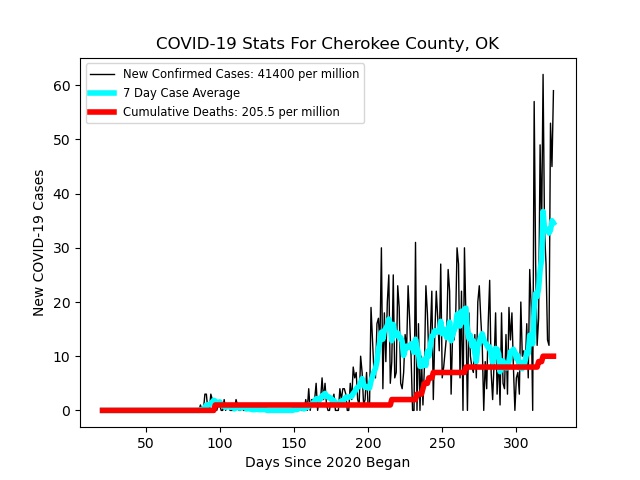 COVID-19 Stats For Cherokee County, OK
New Confirmed Cases: 41400 per million
7 Day Case Average
Cumulative Deaths: 205.5 per million
New COVID-19 Cases
60
50
40
30
20
10
0
50 100 150 200 250 300
Days Since 2020 Began